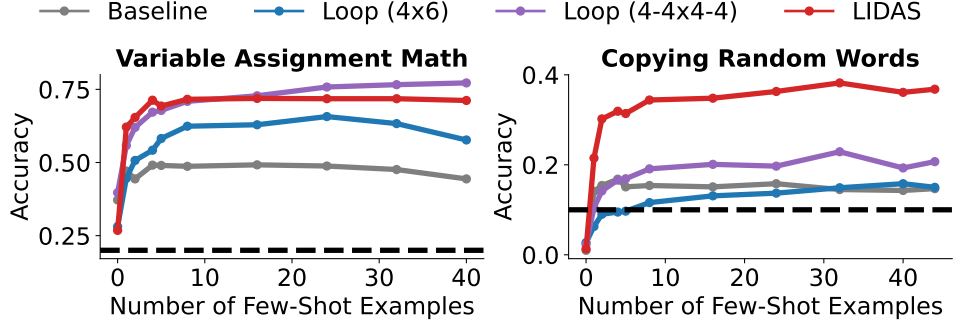 Baseline Loop (4x6) Loop (4-4x4-4) LIDAS
Variable Assignment Math
Accuracy
0.75
0.50
0.25
0 10 20 30 40
Number of Few-Shot Examples
Copying Random Words
Accuracy
0.4
0.2
0.0
0 10 20 30 40
Number of Few-Shot Examples